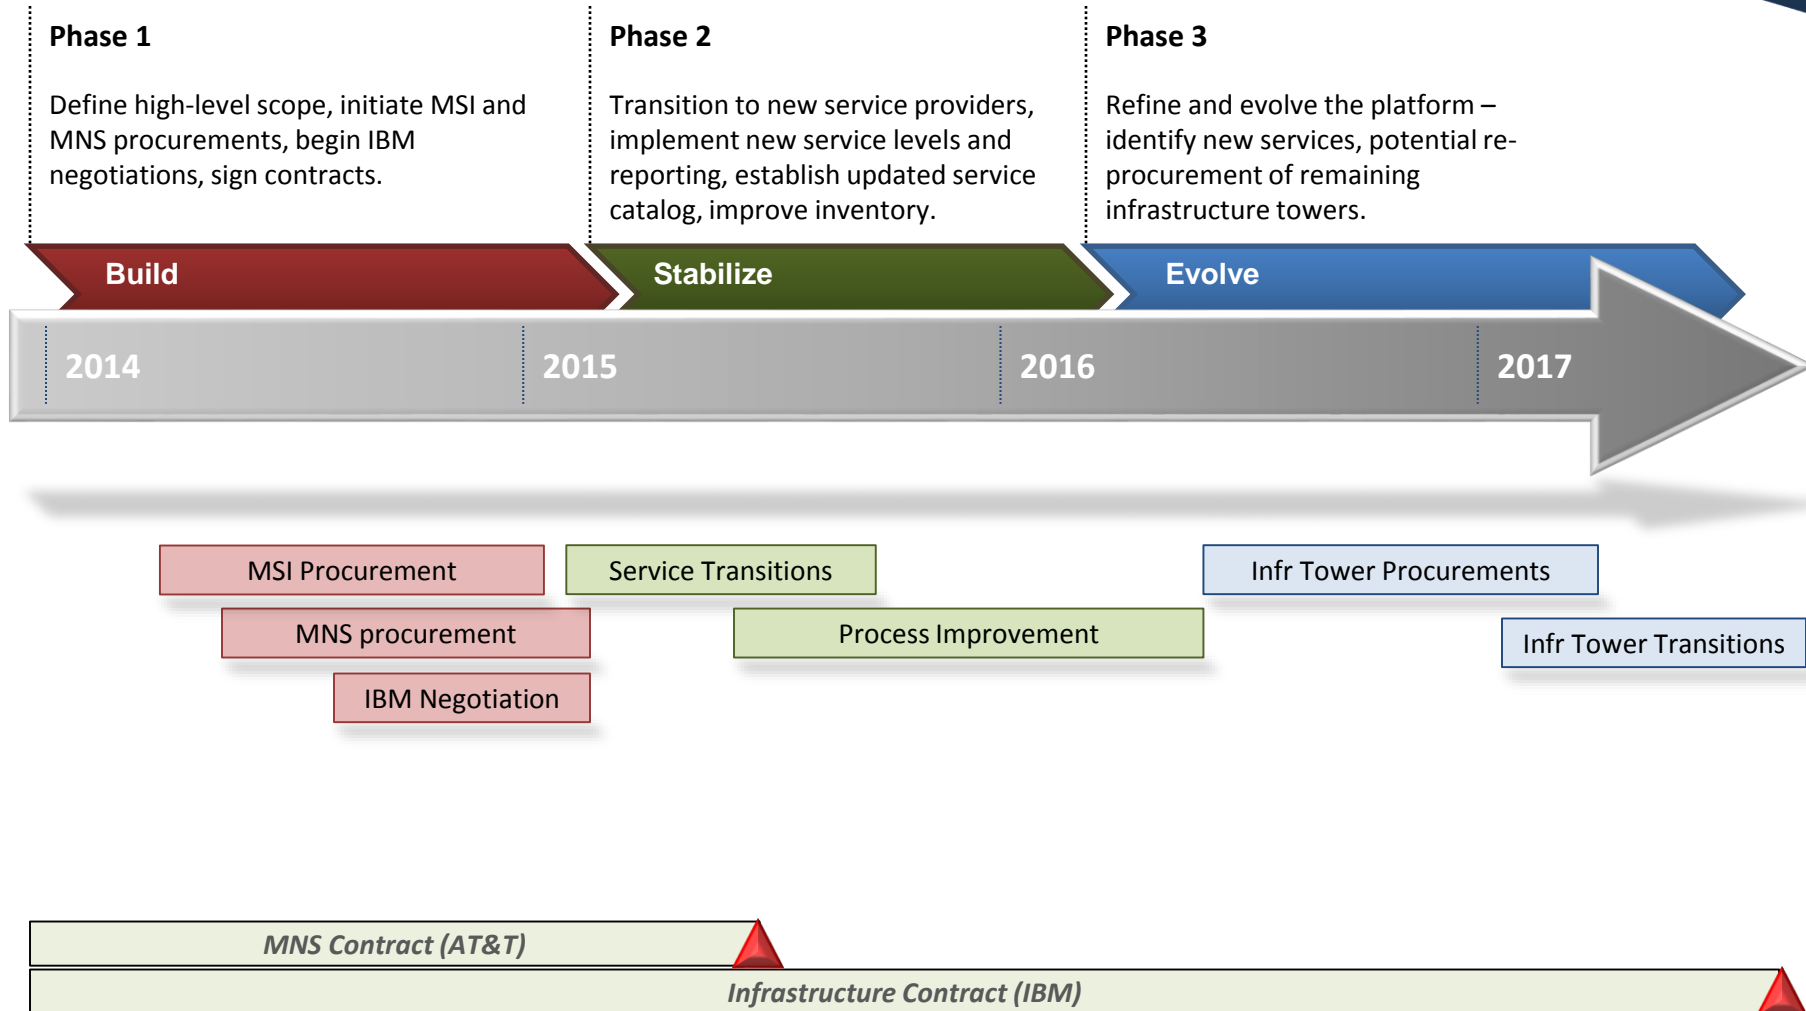 Phase 1
Define high-level scope, initiate MSI and
MNS procurements, begin IBM
negotiations, sign contracts.
Phase 2
Transition to new service providers,
implement new service levels and
reporting, establish updated service
catalog, improve inventory.
Phase 3
Refine and evolve the platform –
identify new services, potential re-
procurement of remaining
infrastructure towers.
Build
Stabilize
Evolve
2014
2015
2016
2017
MSI Procurement
Service Transitions
Infr Tower Procurements
MNS procurement
Process Improvement
Infr Tower Transitions
IBM Negotiation
MNS Contract (AT&T)
Infrastructure Contract (IBM)